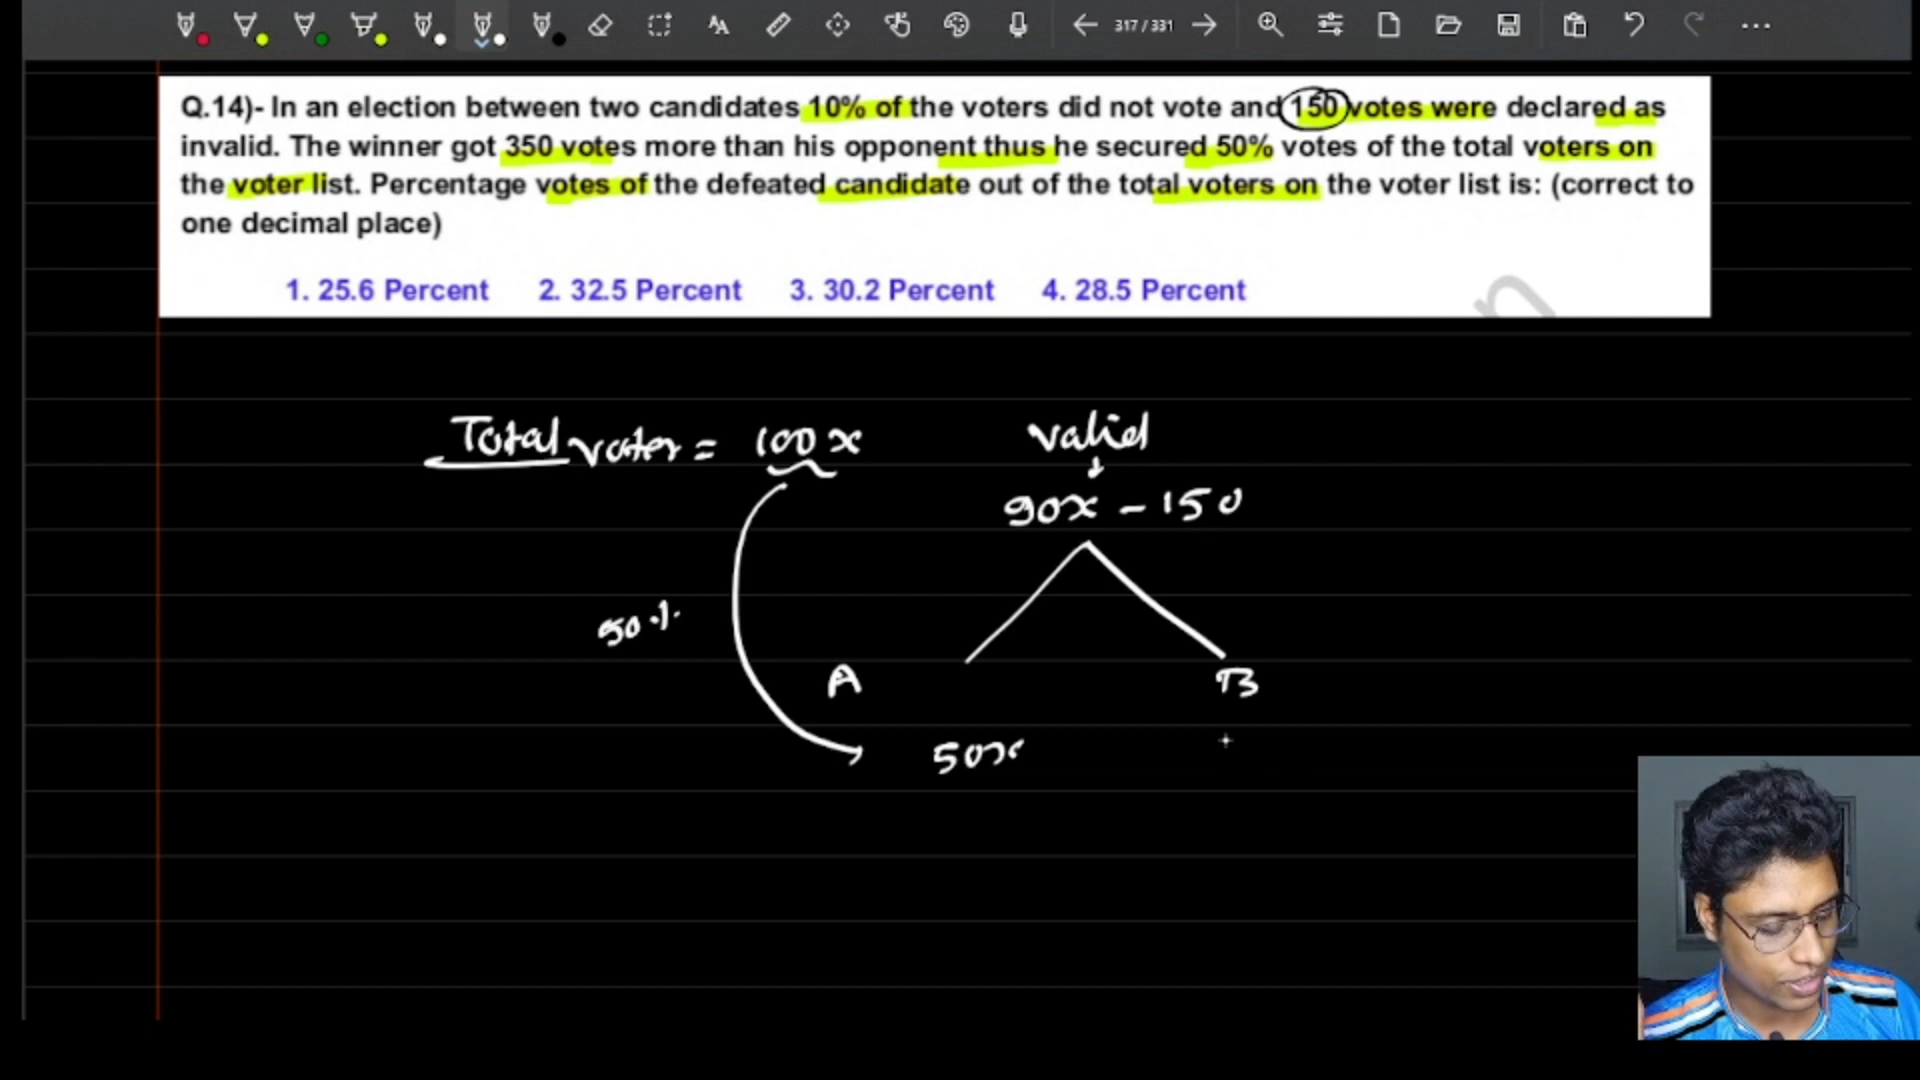 317 / 331
Q.14)- In an election between two candidates 10% of the voters did not vote and 150 votes were declared as
invalid. The winner got 350 votes more than his opponent thus he secured 50% votes of the total voters on
the voter list. Percentage votes of the defeated candidate out of the total voters on the voter list is: (correct to
one decimal place)
1. 25.6 Percent 2. 32.5 Percent 3. 30.2 Percent 4. 28.5 Percent
n
Total voter = 100x
valid
90x - 150
50%
A B
50x